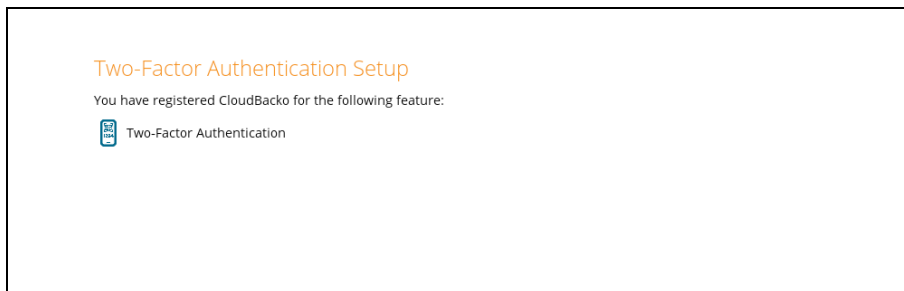 Two-Factor Authentication Setup
You have registered CloudBacko for the following feature:
Two-Factor Authentication